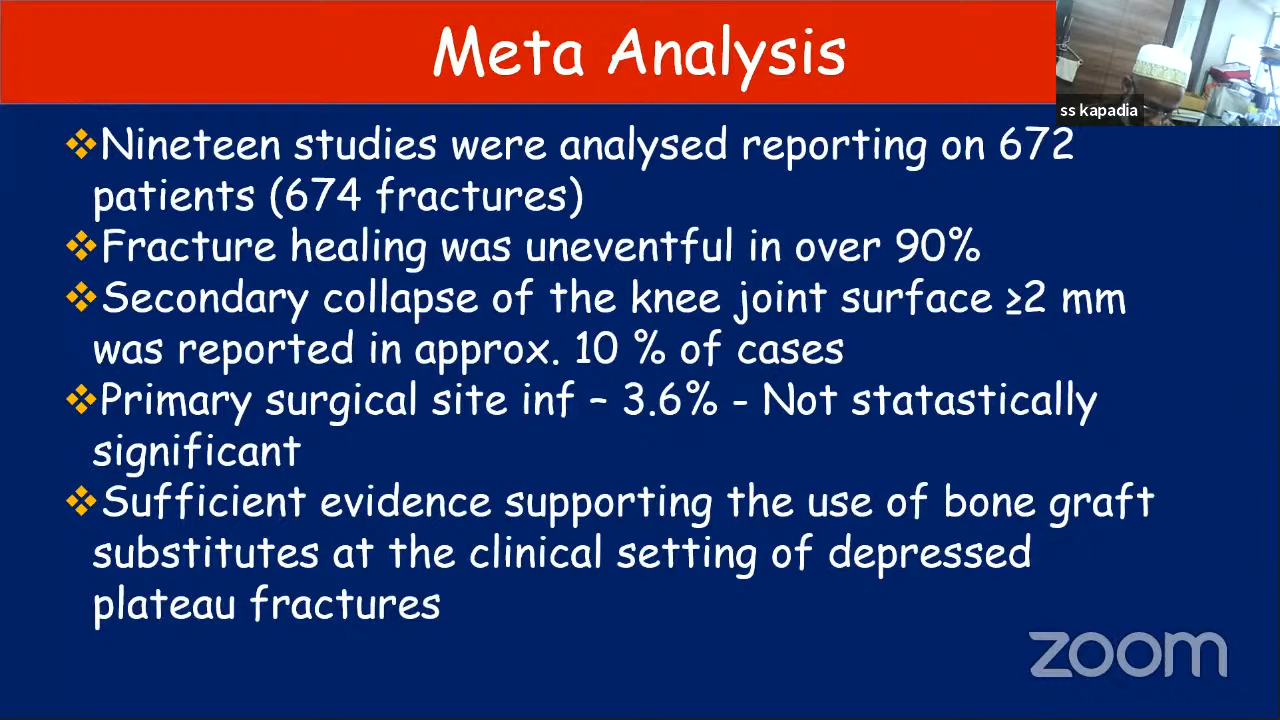 Meta Analysis
ss kapadia
❖Nineteen studies were analysed reporting on 672
patients (674 fractures)
❖Fracture healing was uneventful in over 90%
❖Secondary collapse of the knee joint surface ≥2 mm
was reported in approx. 10 % of cases
❖Primary surgical site inf – 3.6% - Not statastically
significant
❖Sufficient evidence supporting the use of bone graft
substitutes at the clinical setting of depressed
plateau fractures
zoom